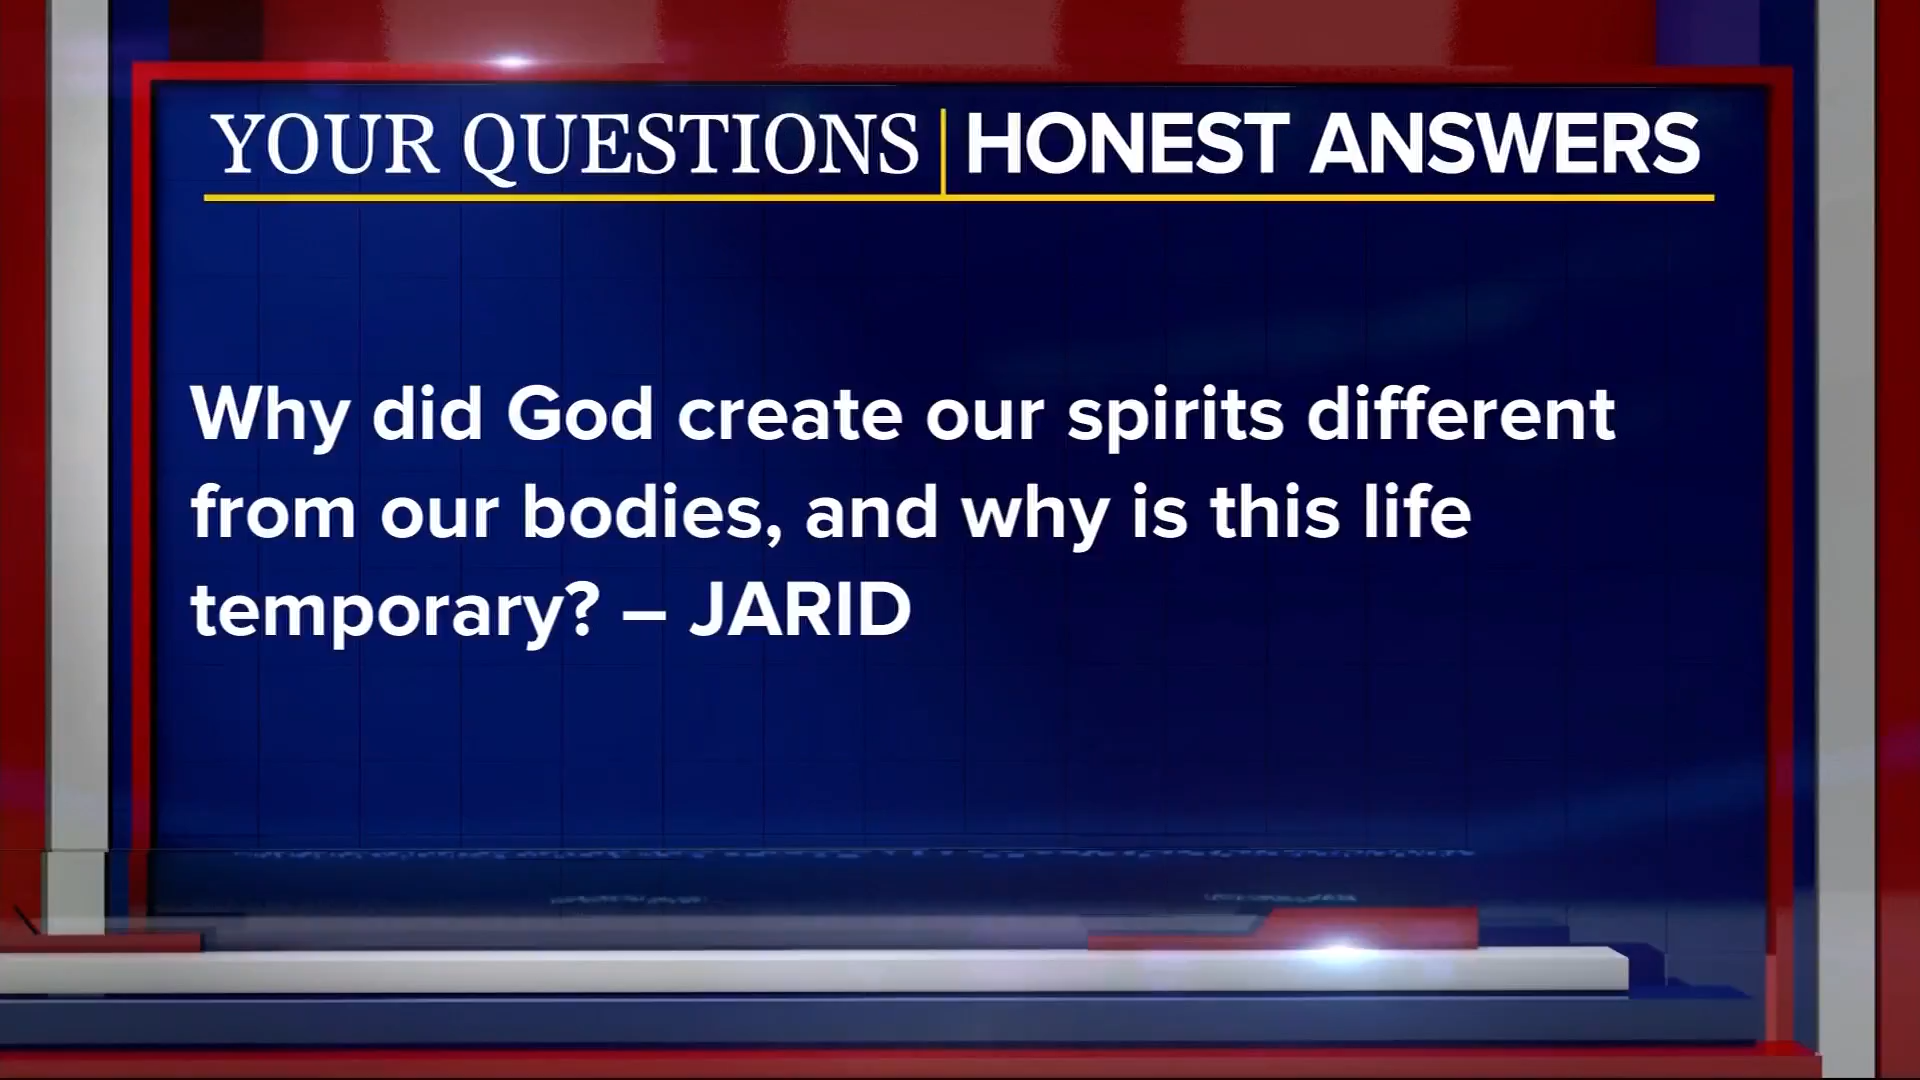 YOUR QUESTIONS | HONEST ANSWERS
Why did God create our spirits different
from our bodies, and why is this life
temporary? – JARID